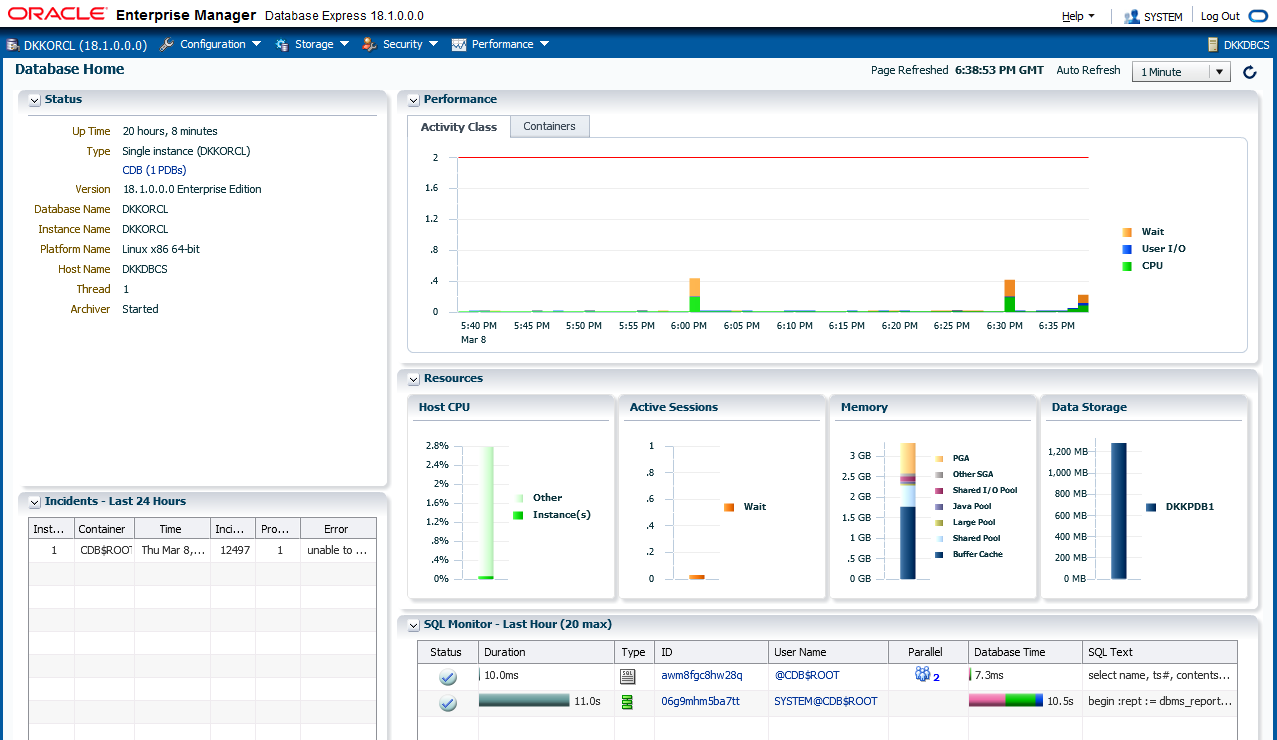 ORACLE Enterprise Manager Database Express 18.1.0.0.0
Help SYSTEM Log Out
DKKORCL (18.1.0.0.0) Configuration Storage Security Performance DKKDBCS
Database Home
Page Refreshed 6:38:53 PM GMT Auto Refresh 1 Minute
Status
Up Time 20 hours, 8 minutes
Type Single instance (DKKORCL)
CDB (1 PDBs)
Version 18.1.0.0.0 Enterprise Edition
Database Name DKKORCL
Instance Name DKKORCL
Platform Name Linux x86 64-bit
Host Name DKKDBCS
Thread 1
Archiver Started
Incidents - Last 24 Hours
Inst... Container Time Inci... Pro... Error
1 CDB$ROOT Thu Mar 8,... 12497 1 unable to ...
Performance
Activity Class Containers
2
1.6
1.2
.8
.4
0
5:40 PM 5:45 PM 5:50 PM 5:55 PM 6:00 PM 6:05 PM 6:10 PM 6:15 PM 6:20 PM 6:25 PM 6:30 PM 6:35 PM
Mar 8
Wait
User I/O
CPU
Resources
Host CPU
2.8%
2.4%
2%
1.6%
1.2%
.8%
.4%
0%
Other
Instance(s)
Active Sessions
1
.8
.6
.4
.2
0
Wait
Memory
3 GB
2.5 GB
2 GB
1.5 GB
1 GB
.5 GB
0 GB
PGA
Other SGA
Shared I/O Pool
Java Pool
Large Pool
Shared Pool
Buffer Cache
Data Storage
1,200 MB
1,000 MB
800 MB
600 MB
400 MB
200 MB
0 MB
DKKPDB1
SQL Monitor - Last Hour (20 max)
Status Duration Type ID User Name Parallel Database Time SQL Text
10.0ms SQL awm8fgc8hw28q @CDB$ROOT 2 7.3ms select name, ts#, contents...
11.0s 06g9mhm5ba7tt SYSTEM@CDB$ROOT 10.5s begin :rept := dbms_report...